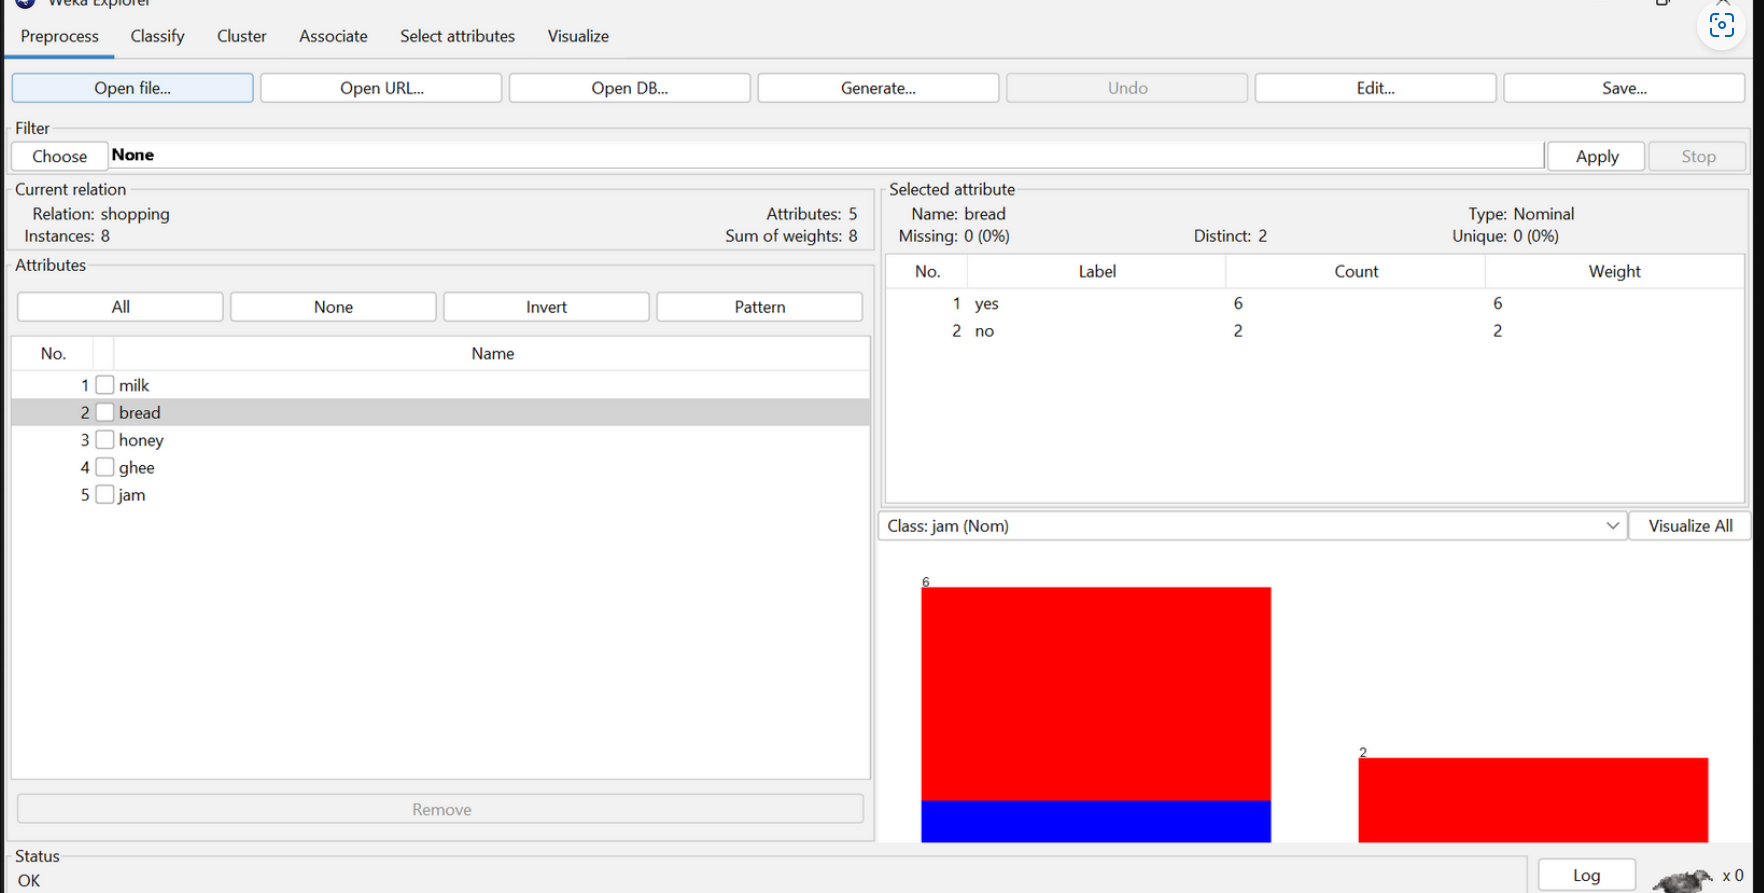 Weka Explorer
Preprocess Classify Cluster Associate Select attributes Visualize
Open file... Open URL... Open DB... Generate... Undo Edit... Save...
Filter
Choose None Apply Stop
Current relation
Relation: shopping Attributes: 5
Instances: 8 Sum of weights: 8
Attributes
All None Invert Pattern
No. Name
1 milk
2 bread
3 honey
4 ghee
5 jam
Remove
Selected attribute
Name: bread Type: Nominal
Missing: 0 (0%) Distinct: 2 Unique: 0 (0%)
No. Label Count Weight
1 yes 6 6
2 no 2 2
Class: jam (Nom) Visualize All
6
2
Status
OK Log x 0